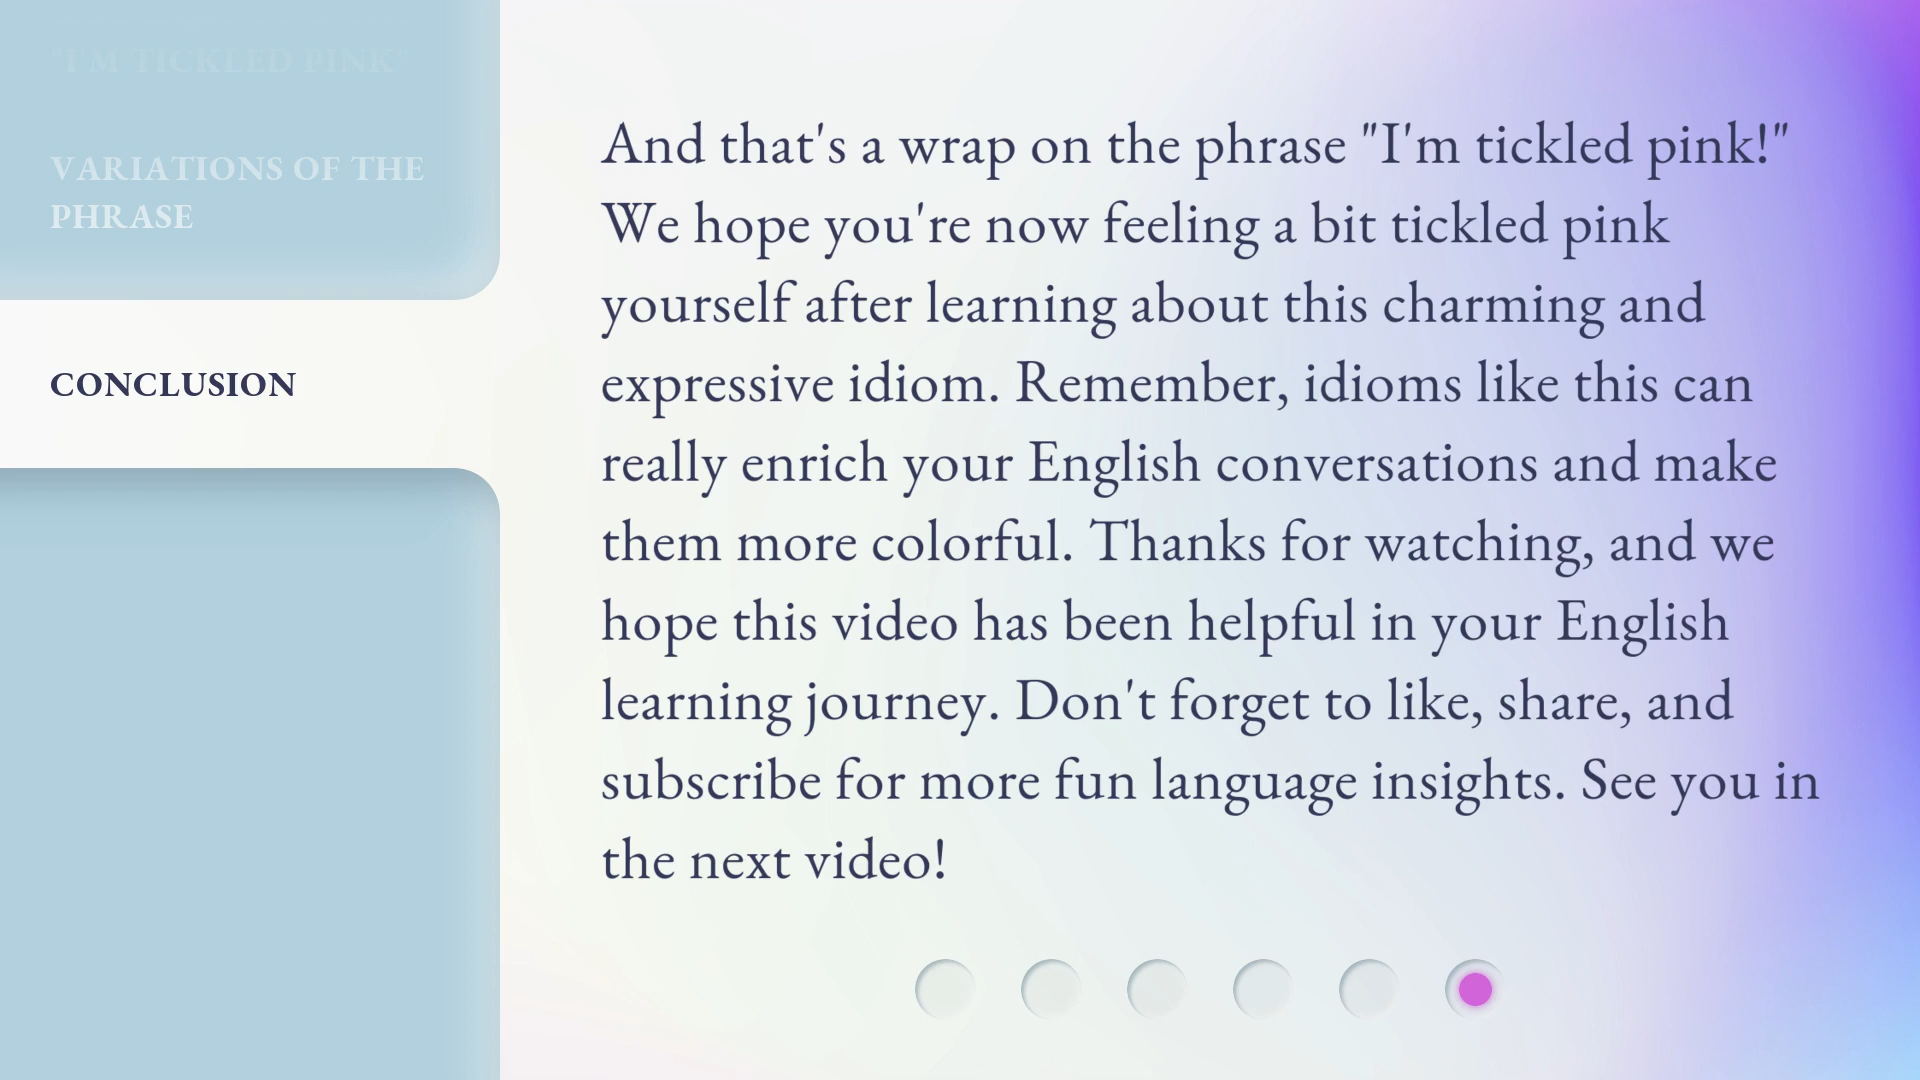 "I'M TICKLED PINK"
VARIATIONS OF THE
PHRASE
CONCLUSION
And that's a wrap on the phrase "I'm tickled pink!"
We hope you're now feeling a bit tickled pink
yourself after learning about this charming and
expressive idiom. Remember, idioms like this can
really enrich your English conversations and make
them more colorful. Thanks for watching, and we
hope this video has been helpful in your English
learning journey. Don't forget to like, share, and
subscribe for more fun language insights. See you in
the next video!